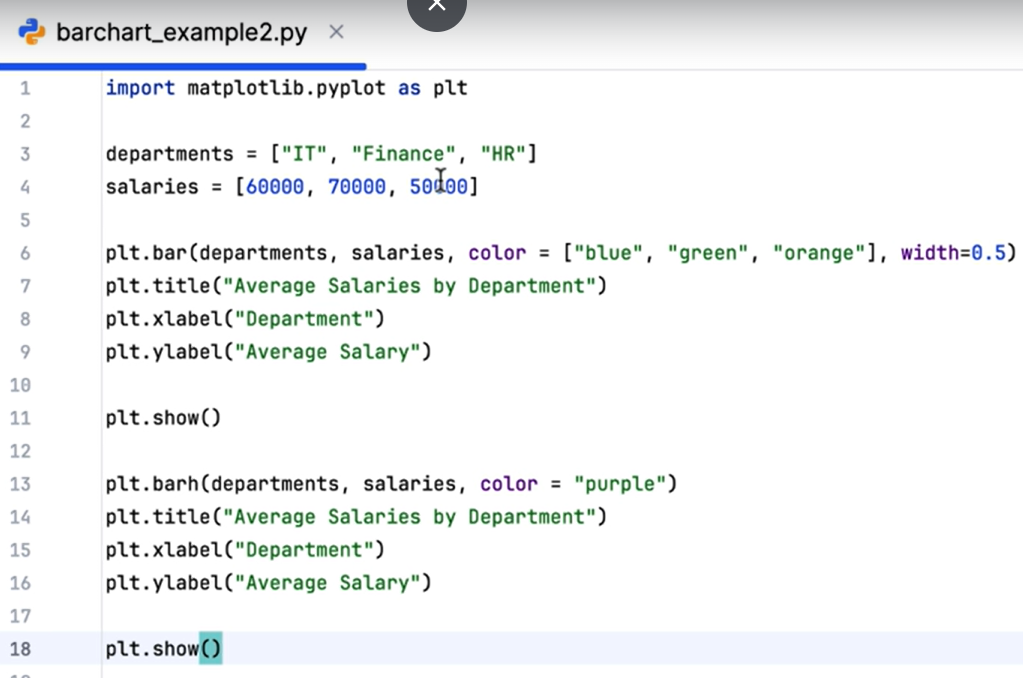 barchart_example2.py
1 import matplotlib.pyplot as plt
2
3 departments = ["IT", "Finance", "HR"]
4 salaries = [60000, 70000, 50000]
5
6 plt.bar(departments, salaries, color = ["blue", "green", "orange"], width=0.5)
7 plt.title("Average Salaries by Department")
8 plt.xlabel("Department")
9 plt.ylabel("Average Salary")
10
11 plt.show()
12
13 plt.barh(departments, salaries, color = "purple")
14 plt.title("Average Salaries by Department")
15 plt.xlabel("Department")
16 plt.ylabel("Average Salary")
17
18 plt.show()